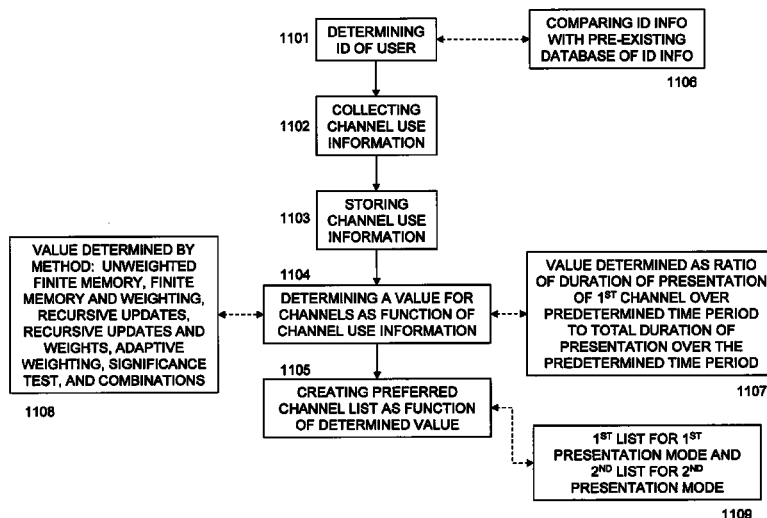 1101
DETERMINING
ID OF USER
COMPARING ID INFO
WITH PRE-EXISTING
DATABASE OF ID INFO
1106
1102
COLLECTING
CHANNEL USE
INFORMATION
1103
STORING
CHANNEL USE
INFORMATION
VALUE DETERMINED BY
METHOD: UNWEIGHTED
FINITE MEMORY, FINITE
MEMORY AND WEIGHTING,
RECURSIVE UPDATES,
RECURSIVE UPDATES AND
WEIGHTS, ADAPTIVE
WEIGHTING, SIGNIFICANCE
TEST, AND COMBINATIONS
1108
1104
DETERMINING A VALUE FOR
CHANNELS AS FUNCTION OF
CHANNEL USE INFORMATION
VALUE DETERMINED AS RATIO
OF DURATION OF PRESENTATION
OF 1ST CHANNEL OVER
PREDETERMINED TIME PERIOD
TO TOTAL DURATION OF
PRESENTATION OVER THE
PREDETERMINED TIME PERIOD
1107
1105
CREATING PREFERRED
CHANNEL LIST AS FUNCTION
OF DETERMINED VALUE
1ST LIST FOR 1ST
PRESENTATION MODE AND
2ND LIST FOR 2ND
PRESENTATION MODE
1109